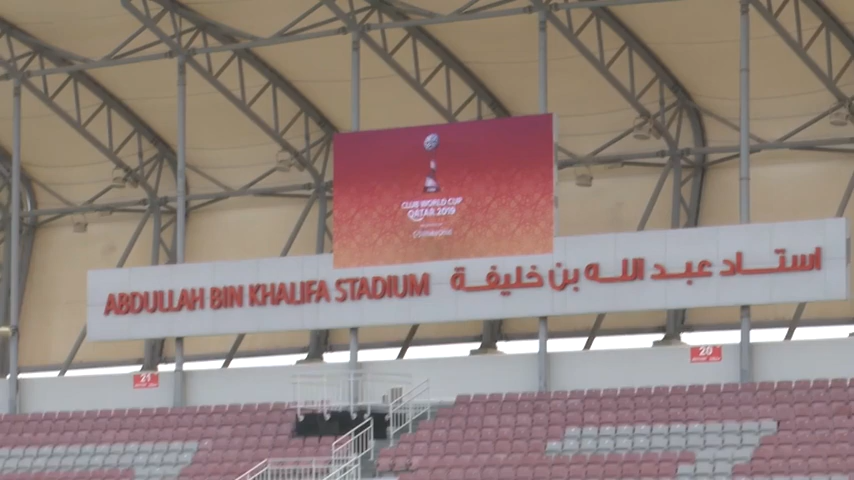 CLUB WORLD CUP
QATAR 2019
ABDULLAH BIN KHALIFA STADIUM
استاد عبد الله بن خليفة
21
20